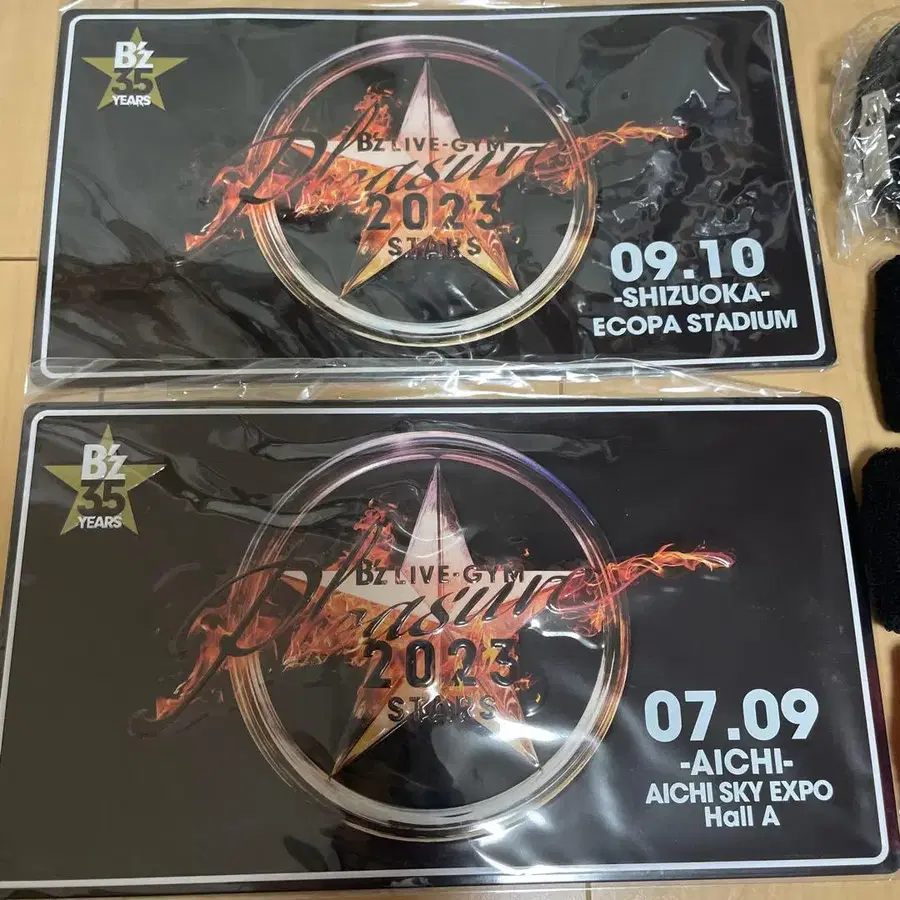 B'z
35
YEARS
B'z LIVE-GYM
Pleasure
2023
STARS
09.10
-SHIZUOKA-
ECOPA STADIUM
B'z
35
YEARS
B'z LIVE-GYM
Pleasure
2023
STARS
07.09
-AICHI-
AICHI SKY EXPO
Hall A